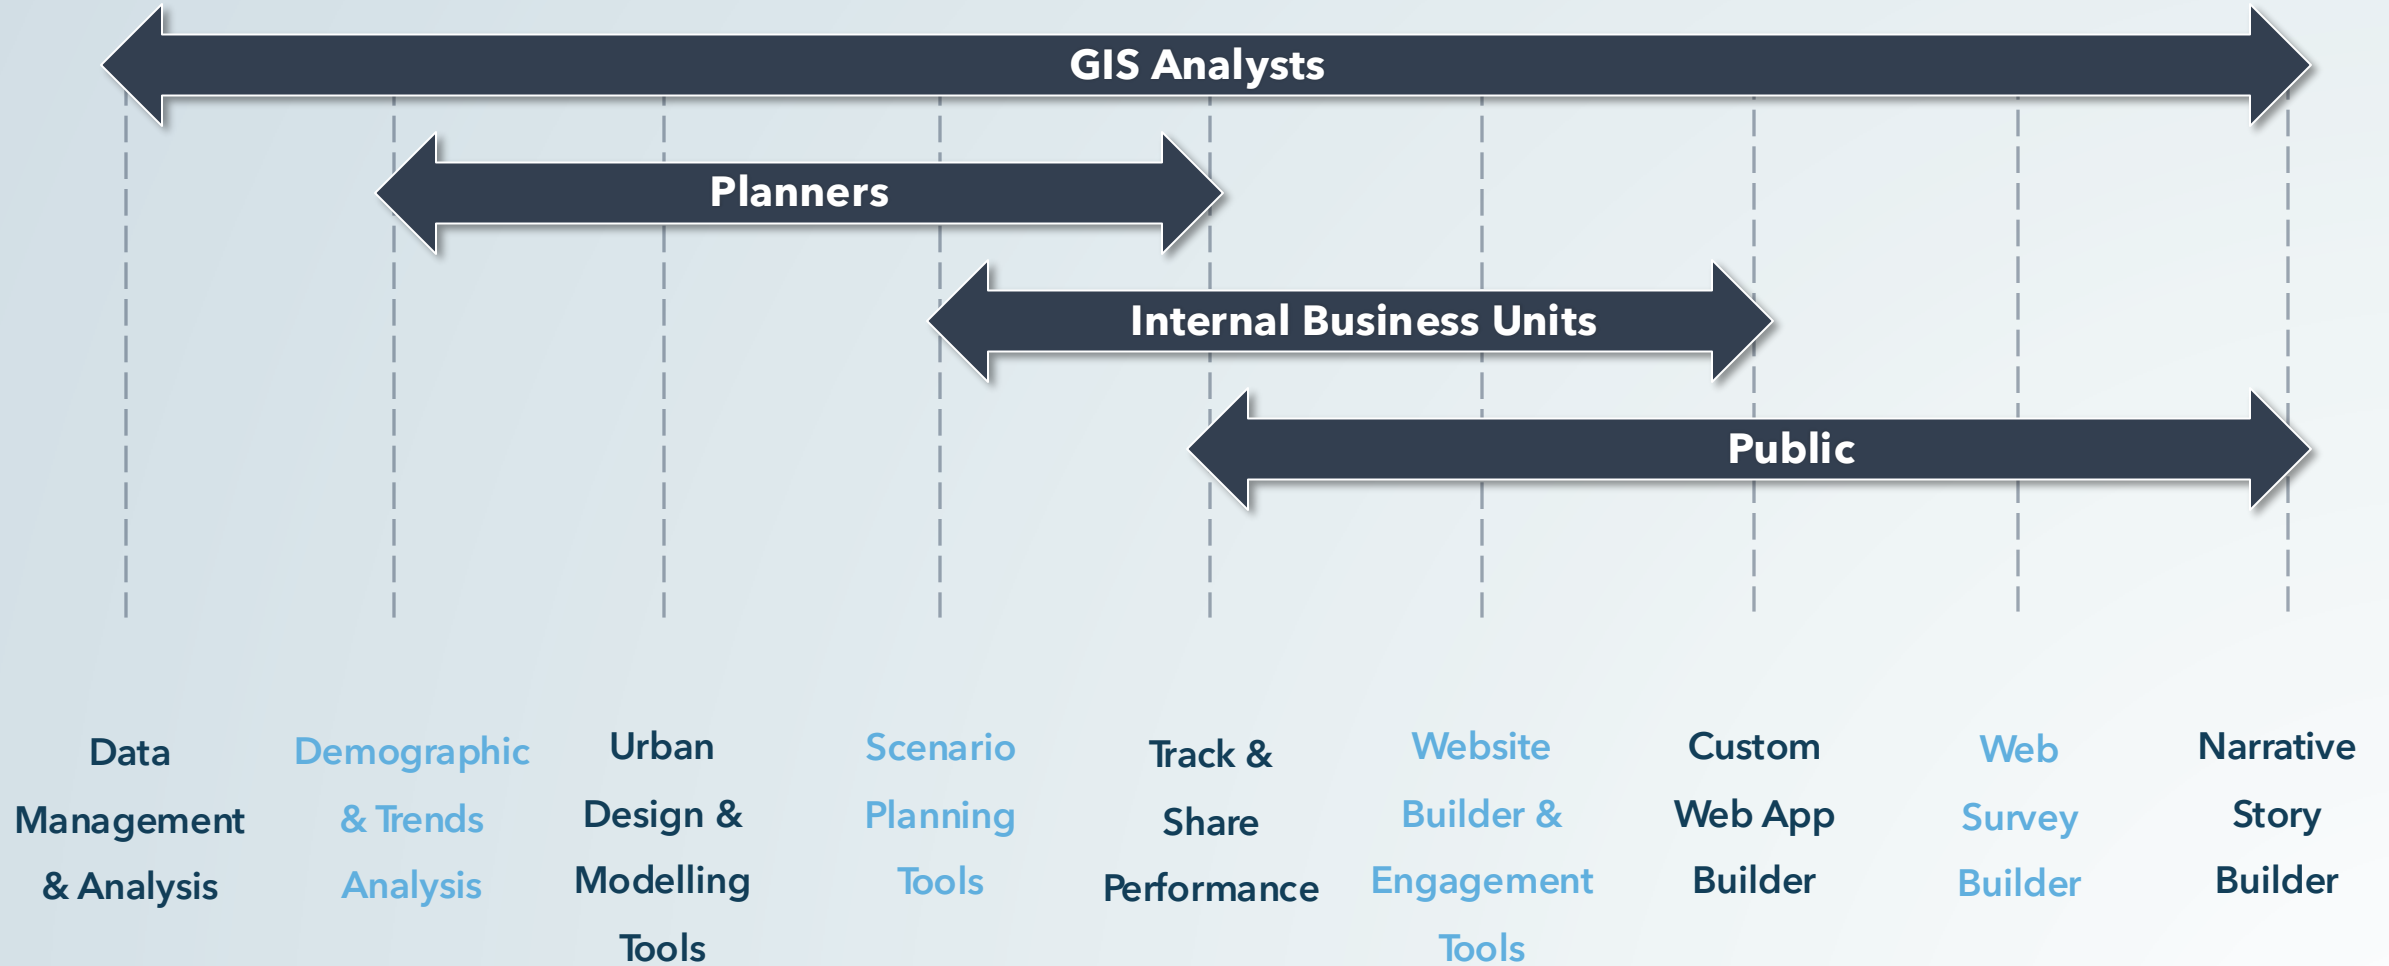 GIS Analysts
Planners
Internal Business Units
Public
Data
Management
& Analysis
Demographic
& Trends
Analysis
Urban
Design &
Modelling
Tools
Scenario
Planning
Tools
Track &
Share
Performance
Website
Builder &
Engagement
Tools
Custom
Web App
Builder
Web
Survey
Builder
Narrative
Story
Builder